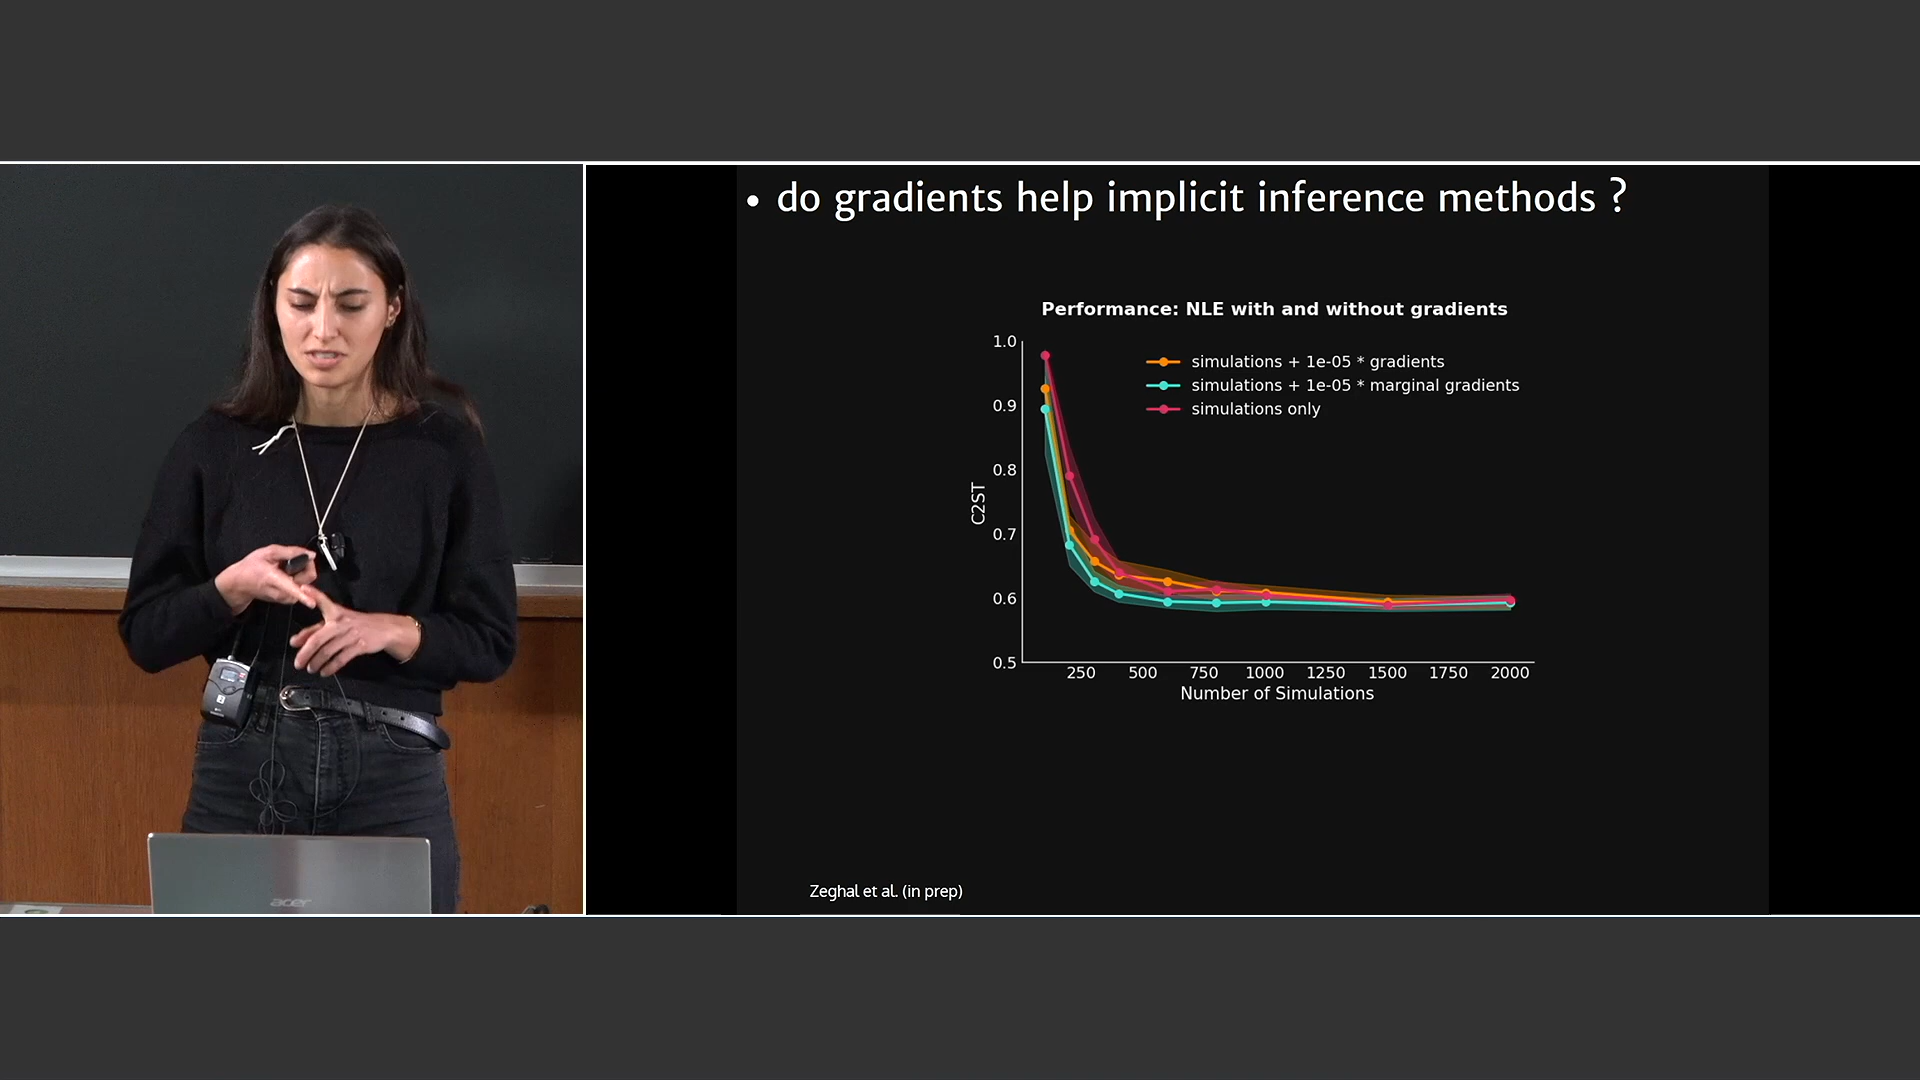 • do gradients help implicit inference methods ?
Performance: NLE with and without gradients
simulations + 1e-05 * gradients
simulations + 1e-05 * marginal gradients
simulations only
C2ST
1.0
0.9
0.8
0.7
0.6
0.5
250 500 750 1000 1250 1500 1750 2000
Number of Simulations
Zeghal et al. (in prep)
acer